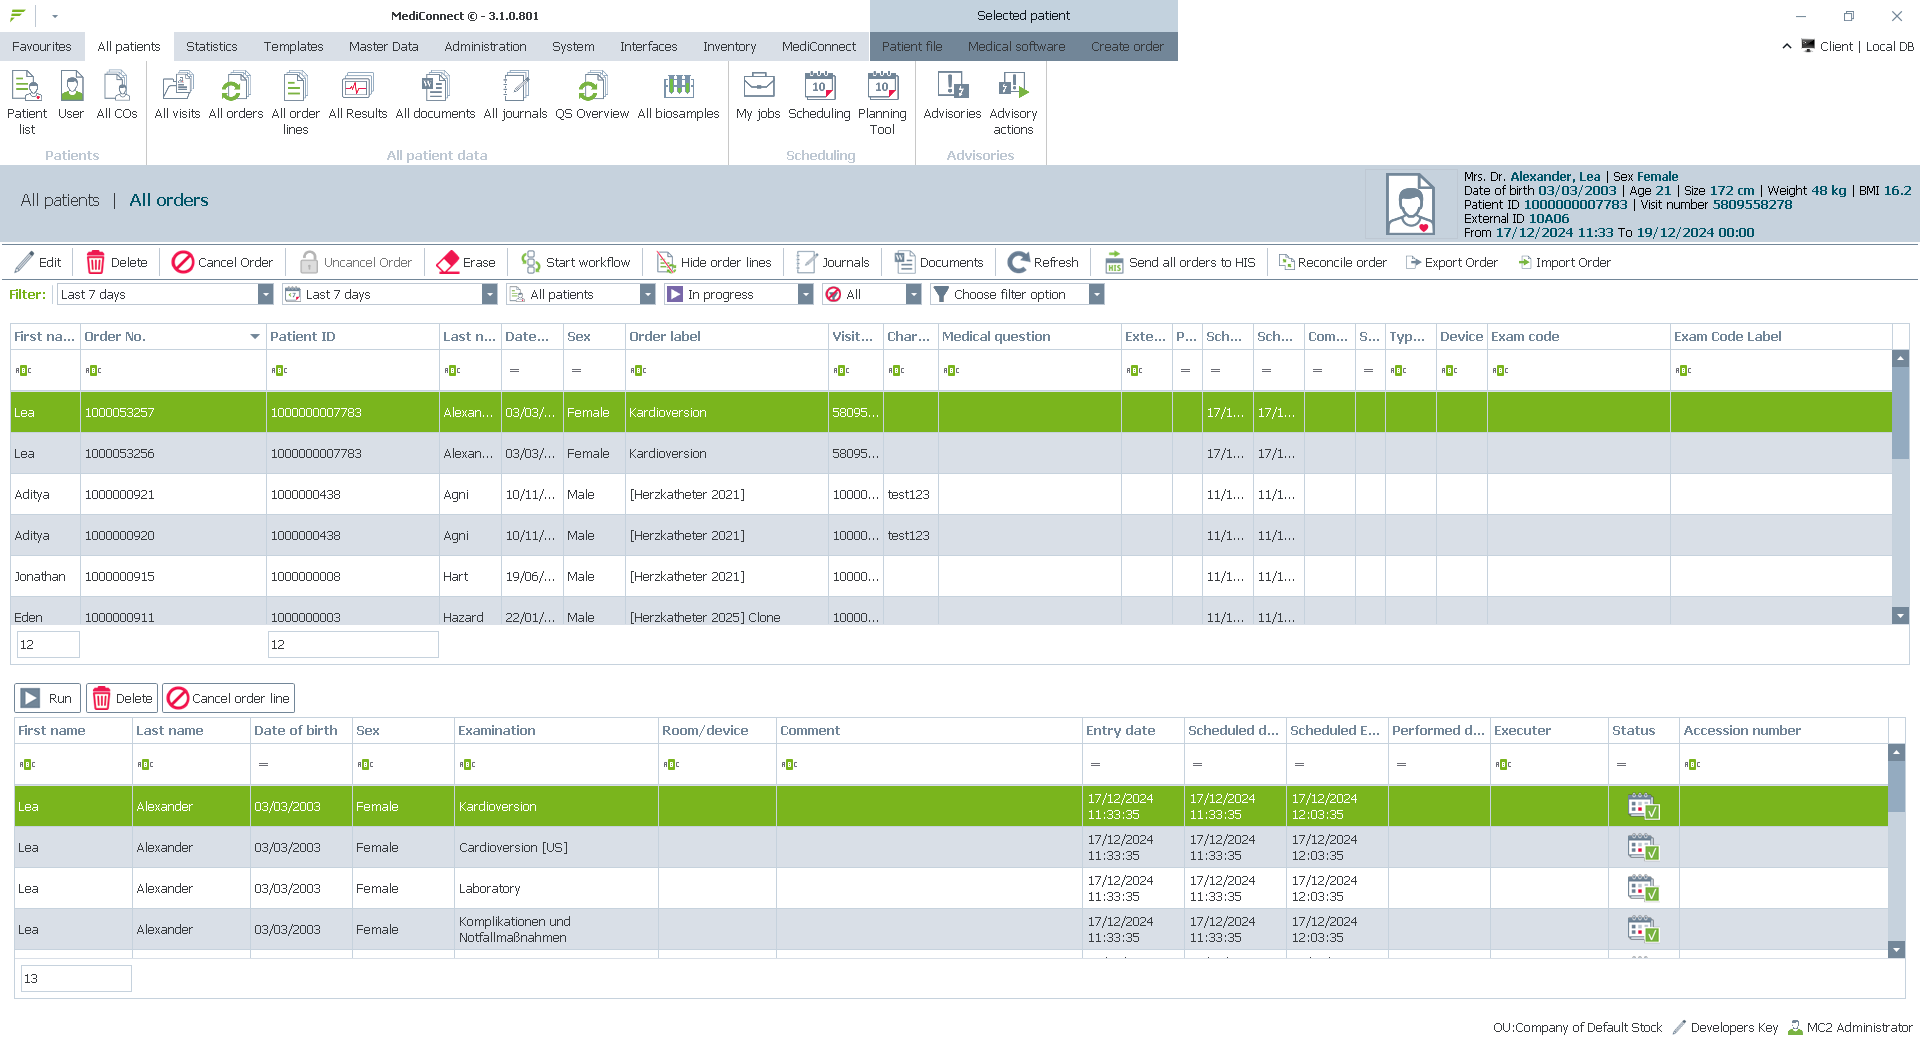 MediConnect © - 3.1.0.801
Selected patient
Favourites All patients Statistics Templates Master Data Administration System Interfaces Inventory MediConnect Patient file Medical software Create order Client | Local DB
Patient list User All COs All visits All orders All order lines All Results All documents All journals QS Overview All biosamples My jobs Scheduling Planning Tool Advisories Advisory actions
Patients All patient data Scheduling Advisories
All patients | All orders
Mrs. Dr. Alexander, Lea | Sex Female
Date of birth 03/03/2003 | Age 21 | Size 172 cm | Weight 48 kg | BMI 16.2
Patient ID 1000000007783 | Visit number 5809558278
External ID 10A06
From 17/12/2024 11:33 To 19/12/2024 00:00
Edit Delete Cancel Order Uncancel Order Erase Start workflow Hide order lines Journals Documents Refresh Send all orders to HIS Reconcile order Export Order Import Order
Filter: Last 7 days Last 7 days All patients In progress All Choose filter option
First na... Order No. Patient ID Last n... Date... Sex Order label Visit... Char... Medical question Exte... P... Sch... Sch... Com... S... Typ... Device Exam code Exam Code Label
Lea 1000053257 1000000007783 Alexan... 03/03/... Female Kardioversion 58095... 17/1... 17/1...
Lea 1000053256 1000000007783 Alexan... 03/03/... Female Kardioversion 58095... 17/1... 17/1...
Aditya 1000000921 1000000438 Agni 10/11/... Male [Herzkatheter 2021] 10000... test123 11/1... 11/1...
Aditya 1000000920 1000000438 Agni 10/11/... Male [Herzkatheter 2021] 10000... test123 11/1... 11/1...
Jonathan 1000000915 1000000008 Hart 19/06/... Male [Herzkatheter 2021] 10000... 11/1... 11/1...
Eden 1000000911 1000000003 Hazard 22/01/... Male [Herzkatheter 2025] Clone 10000... 11/1... 11/1...
12 12
Run Delete Cancel order line
First name Last name Date of birth Sex Examination Room/device Comment Entry date Scheduled d... Scheduled E... Performed d... Executer Status Accession number
Lea Alexander 03/03/2003 Female Kardioversion 17/12/2024 11:33:35 17/12/2024 11:33:35 17/12/2024 12:03:35
Lea Alexander 03/03/2003 Female Cardioversion [US] 17/12/2024 11:33:35 17/12/2024 11:33:35 17/12/2024 12:03:35
Lea Alexander 03/03/2003 Female Laboratory 17/12/2024 11:33:35 17/12/2024 11:33:35 17/12/2024 12:03:35
Lea Alexander 03/03/2003 Female Komplikationen und Notfallmaßnahmen 17/12/2024 11:33:35 17/12/2024 11:33:35 17/12/2024 12:03:35
13
OU:Company of Default Stock Developers Key MC2 Administrator